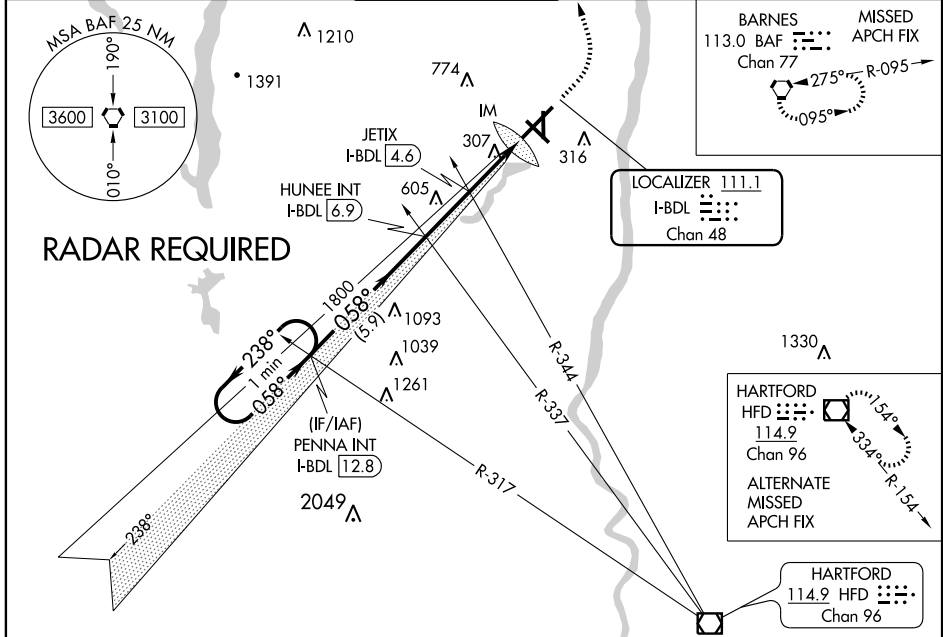 MSA BAF 25 NM
190°
3600
3100
010°
1210
1391
774
IM
307
316
JETIX
I-BDL 4.6
605
HUNEE INT
I-BDL 6.9
RADAR REQUIRED
BARNES
113.0 BAF
Chan 77
MISSED
APCH FIX
275°
R-095
095°
LOCALIZER 111.1
I-BDL
Chan 48
1800
058°
(5.9)
1093
1039
1261
238°
1 min
058°
(IF/IAF)
PENNA INT
I-BDL 12.8
2049
238°
R-344
R-337
R-317
1330
HARTFORD
HFD
114.9
Chan 96
154°
334°
R-154
ALTERNATE
MISSED
APCH FIX
HARTFORD
114.9 HFD
Chan 96